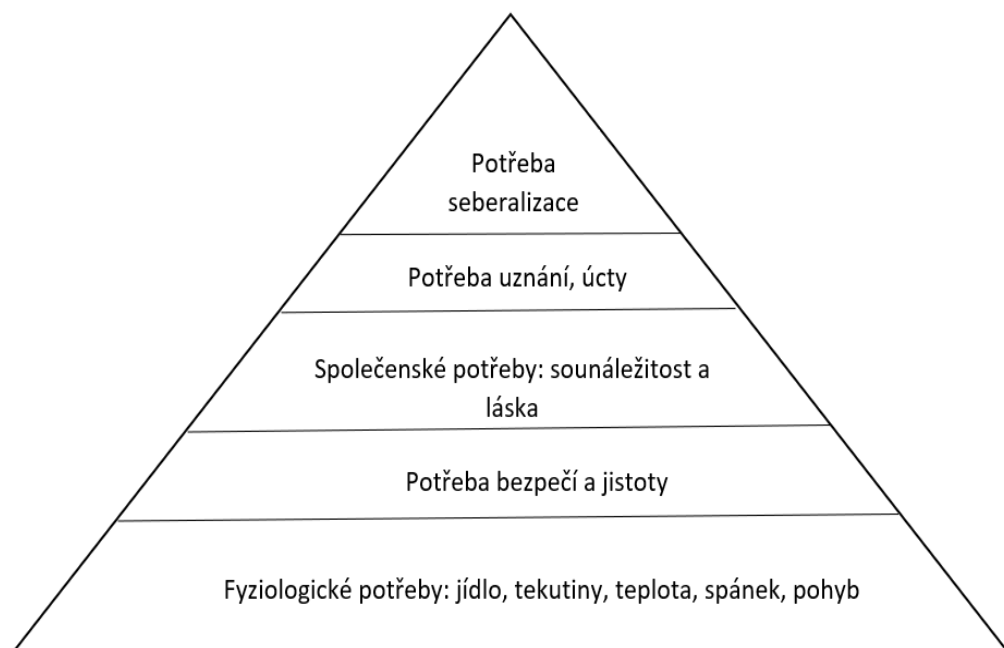 Potřeba
seberalizace
Potřeba uznání, úcty
Společenské potřeby: sounáležitost a
láska
Potřeba bezpečí a jistoty
Fyziologické potřeby: jídlo, tekutiny, teplota, spánek, pohyb